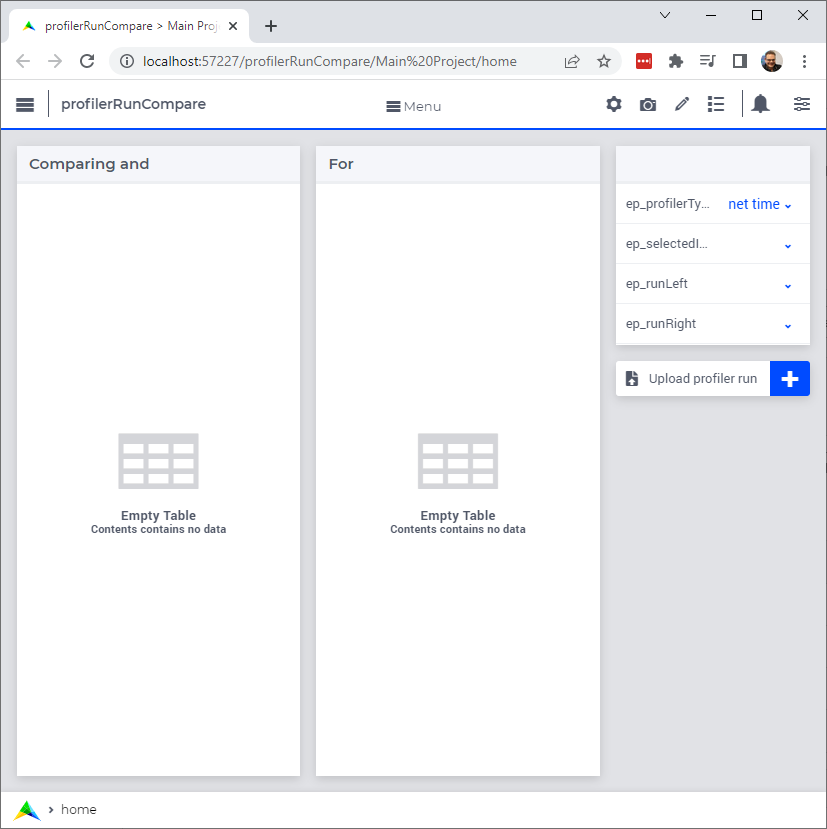 profilerRunCompare > Main Proj
localhost:57227/profilerRunCompare/Main%20Project/home
profilerRunCompare
Menu
Comparing and
For
ep_profilerTy... net time
ep_selectedI...
ep_runLeft
ep_runRight
Upload profiler run
Empty Table
Contents contains no data
Empty Table
Contents contains no data
home